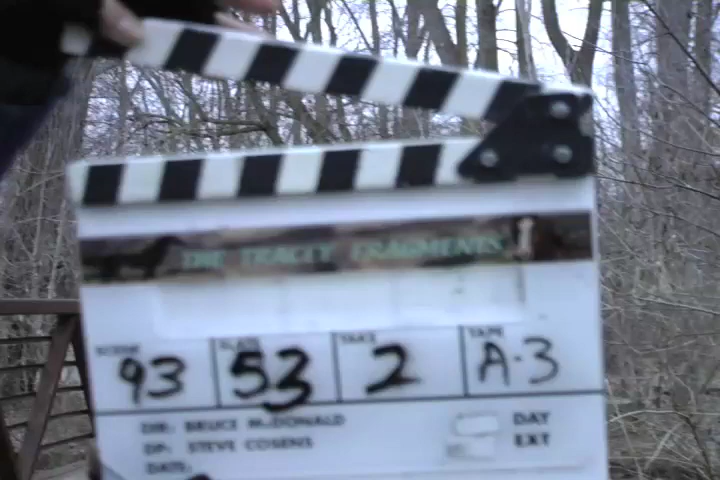 THE TRACEY FRAGMENTS
SCENE SLATE TAKE TAPE
93 53 2 A-3
DIR: BRUCE McDONALD DAY
DP: STEVE COSENS EXT
DATE: